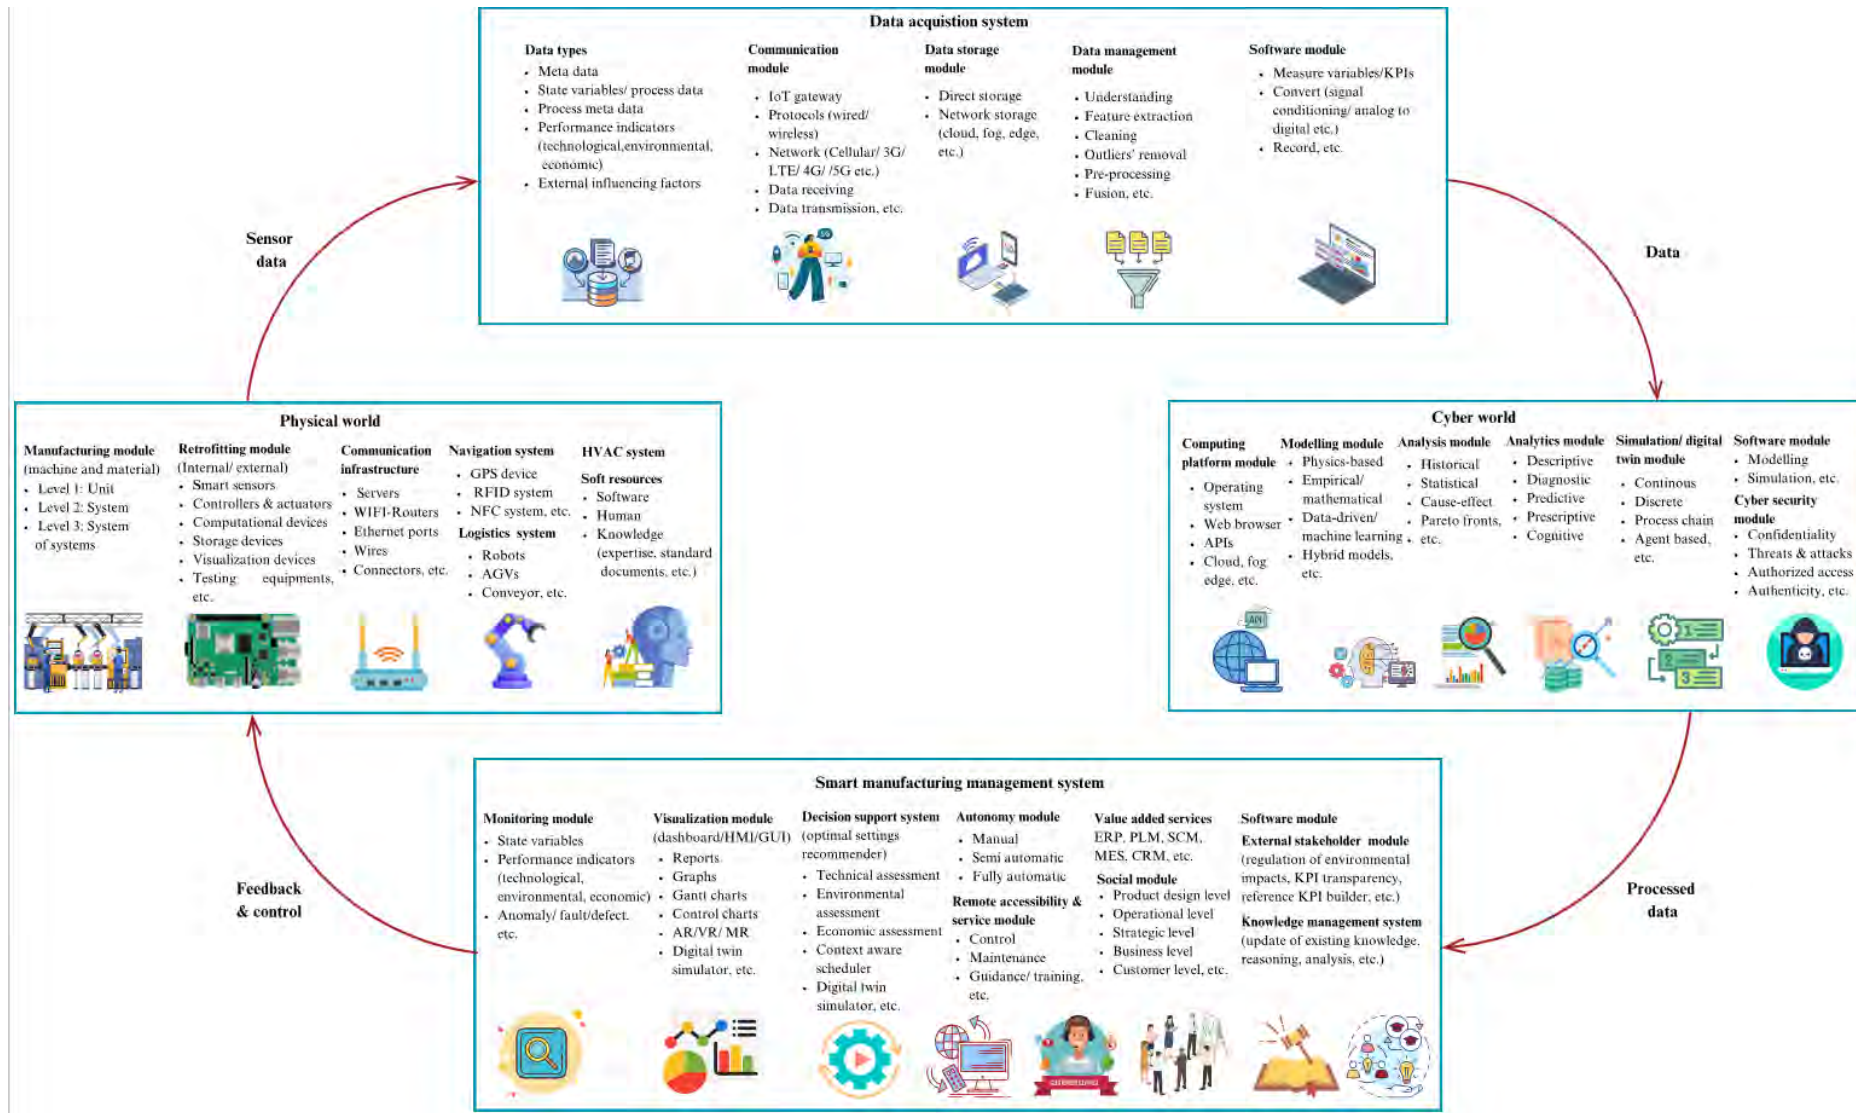 Data acquistion system
Data types
• Meta data
• State variables/ process data
• Process meta data
• Performance indicators
(technological,environmental,
economic)
• External influencing factors
Communication
module
• IoT gateway
• Protocols (wired/
wireless)
• Network (Cellular/ 3G/
LTE/ 4G/ /5G etc.)
• Data receiving
• Data transmission, etc.
Data storage
module
• Direct storage
• Network storage
(cloud, fog, edge,
etc.)
Data management
module
• Understanding
• Feature extraction
• Cleaning
• Outliers' removal
• Pre-processing
• Fusion, etc.
Software module
• Measure variables/KPIs
• Convert (signal
conditioning/ analog to
digital etc.)
• Record, etc.
5G
Sensor
data
Data
Physical world
Manufacturing module
(machine and material)
• Level 1: Unit
• Level 2: System
• Level 3: System
of systems
Retrofitting module
(Internal/ external)
• Smart sensors
• Controllers & actuators
• Computational devices
• Storage devices
• Visualization devices
• Testing equipments,
etc.
Communication
infrastructure
• Servers
• WIFI-Routers
• Ethernet ports
• Wires
• Connectors, etc.
Navigation system
• GPS device
• RFID system
• NFC system, etc.
Logistics system
• Robots
• AGVs
• Conveyor, etc.
HVAC system
Soft resources
• Software
• Human
• Knowledge
(expertise, standard
documents, etc.)
Cyber world
Computing
platform module
• Operating
system
• Web browser
• APIs
• Cloud, fog
edge, etc.
Modelling module
• Physics-based
• Empirical/
mathematical
• Data-driven/
machine learning
• Hybrid models,
etc.
Analysis module
• Historical
• Statistical
• Cause-effect
• Pareto fronts,
• etc.
Analytics module
• Descriptive
• Diagnostic
• Predictive
• Prescriptive
• Cognitive
Simulation/ digital
twin module
• Continous
• Discrete
• Process chain
• Agent based,
etc.
Software module
• Modelling
• Simulation, etc.
Cyber security
module
• Confidentiality
• Threats & attacks
• Authorized access
• Authenticity, etc.
API
1
2
3
Feedback
& control
Processed
data
Smart manufacturing management system
Monitoring module
• State variables
• Performance indicators
(technological,
environmental, economic)
• Anomaly/ fault/defect.
etc.
Visualization module
(dashboard/HMI/GUI)
• Reports
• Graphs
• Gantt charts
• Control charts
• AR/VR/ MR
• Digital twin
simulator, etc.
Decision support system
(optimal settings
recommender)
• Technical assessment
• Environmental
assessment
• Economic assessment
• Context aware
scheduler
• Digital twin
simulator, etc.
Autonomy module
• Manual
• Semi automatic
• Fully automatic
Remote accessibility &
service module
• Control
• Maintenance
• Guidance/ training,
etc.
Value added services
ERP, PLM, SCM,
MES, CRM, etc.
Social module
• Product design level
• Operational level
• Strategic level
• Business level
• Customer level, etc.
Software module
External stakeholder module
(regulation of environmental
impacts, KPI transparency,
reference KPI builder, etc.)
Knowledge management system
(update of existing knowledge.
reasoning, analysis, etc.)